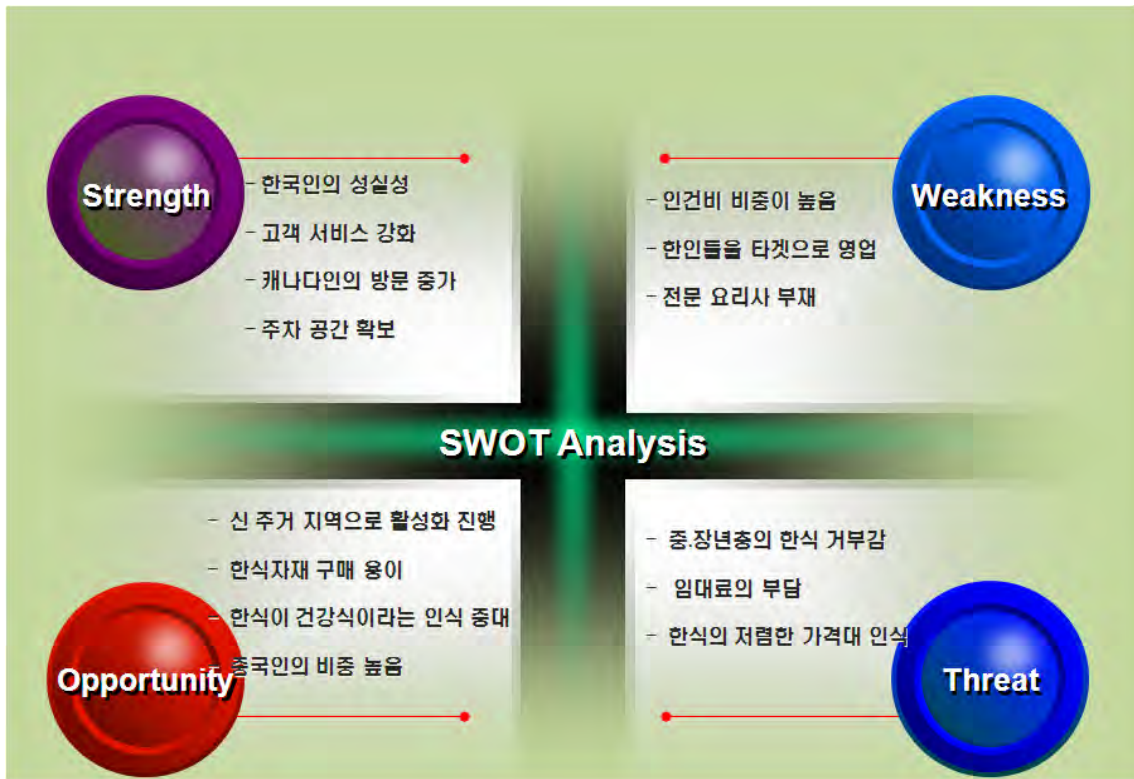 Strength
- 한국인의 성실성
- 고객 서비스 강화
- 캐나다인의 방문 증가
- 주차 공간 확보
Weakness
- 인건비 비중이 높음
- 한인들을 타겟으로 영업
- 전문 요리사 부재
SWOT Analysis
- 신 주거 지역으로 활성화 진행
- 한식자재 구매 용이
- 한식이 건강식이라는 인식 증대
- 중국인의 비중 높음
Opportunity
- 중.장년층의 한식 거부감
- 임대료의 부담
- 한식의 저렴한 가격대 인식
Threat